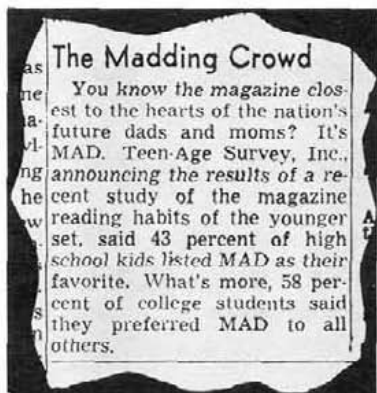 The Madding Crowd
You know the magazine clos-
est to the hearts of the nation's
future dads and moms? It's
MAD. Teen-Age Survey, Inc.,
announcing the results of a re-
cent study of the magazine
reading habits of the younger
set, said 43 percent of high
school kids listed MAD as their
favorite. What's more, 58 per-
cent of college students said
they preferred MAD to all
others.